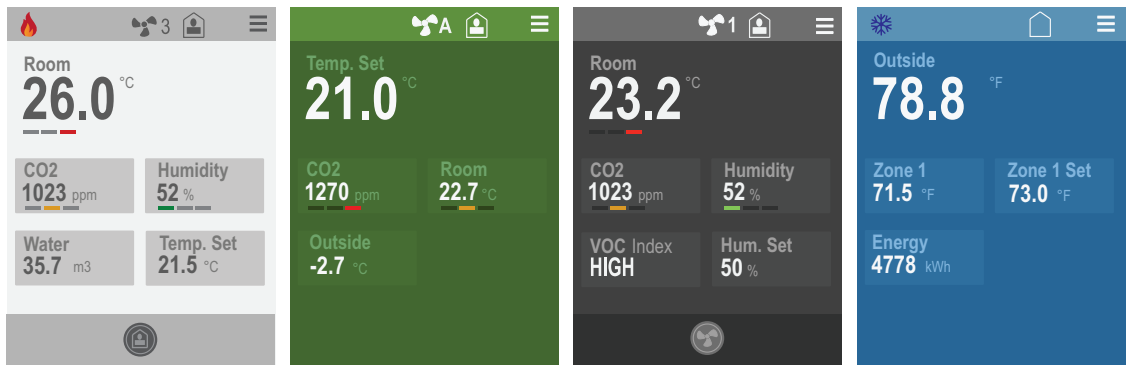 3
Room
26.0 °C
CO2
1023 ppm
Humidity
52 %
Water
35.7 m3
Temp. Set
21.5 °C
A
Temp. Set
21.0 °C
CO2
1270 ppm
Room
22.7 °C
Outside
-2.7 °C
1
Room
23.2 °C
CO2
1023 ppm
Humidity
52 %
VOC Index
HIGH
Hum. Set
50 %
Outside
78.8 °F
Zone 1
71.5 °F
Zone 1 Set
73.0 °F
Energy
4778 kWh